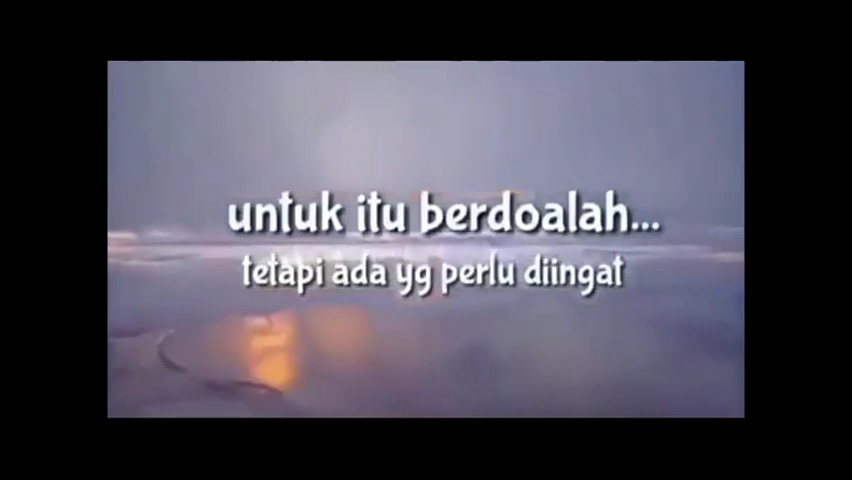 untuk itu berdoalah...
tetapi ada yg perlu diingat